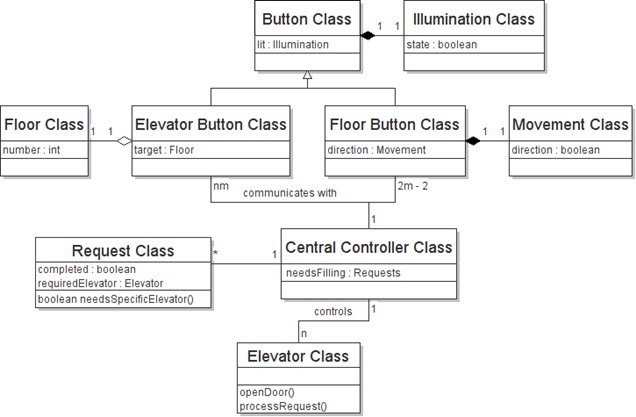 Button Class
lit : Illumination
1 1
Illumination Class
state : boolean
Floor Class
number : int
1 1
Elevator Button Class
target : Floor
Floor Button Class
direction : Movement
1 1
Movement Class
direction : boolean
nm
communicates with
2m - 2
1
Request Class
completed : boolean
requiredElevator : Elevator
boolean needsSpecificElevator()
* 1
Central Controller Class
needsFilling : Requests
controls
1
n
Elevator Class
openDoor()
processRequest()